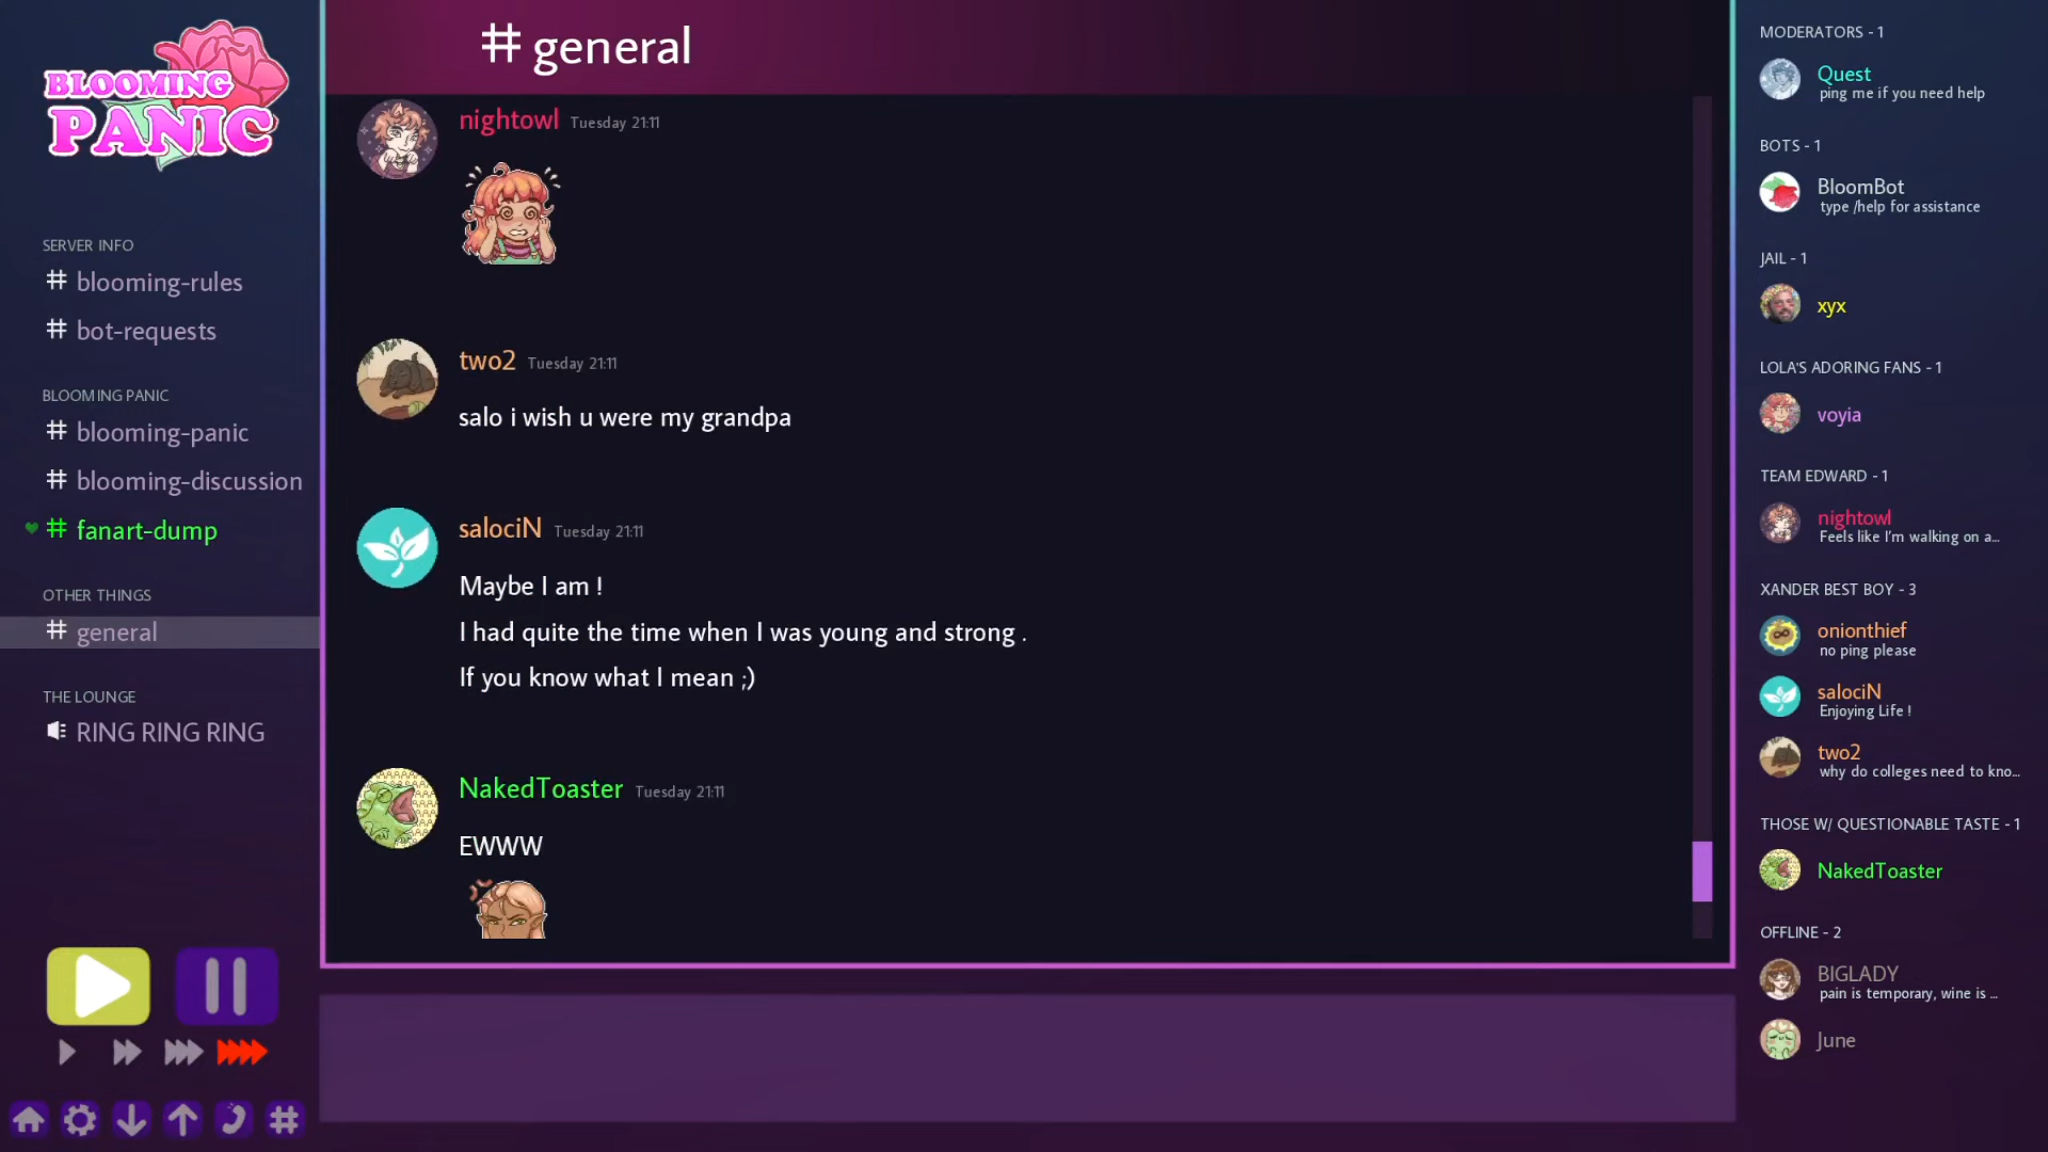 BLOOMING
PANIC
SERVER INFO
# blooming-rules
# bot-requests
BLOOMING PANIC
# blooming-panic
# blooming-discussion
# fanart-dump
OTHER THINGS
# general
THE LOUNGE
RING RING RING
# general
nightowl Tuesday 21:11
two2 Tuesday 21:11
salo i wish u were my grandpa
salociN Tuesday 21:11
Maybe I am !
I had quite the time when I was young and strong .
If you know what I mean ;)
NakedToaster Tuesday 21:11
EWWW
MODERATORS - 1
Quest
ping me if you need help
BOTS - 1
BloomBot
type /help for assistance
JAIL - 1
xyx
LOLA'S ADORING FANS - 1
voyia
TEAM EDWARD - 1
nightowl
Feels like I'm walking on a...
XANDER BEST BOY - 3
onionthief
no ping please
salociN
Enjoying Life !
two2
why do colleges need to kno...
THOSE W/ QUESTIONABLE TASTE - 1
NakedToaster
OFFLINE - 2
BIGLADY
pain is temporary, wine is ...
June